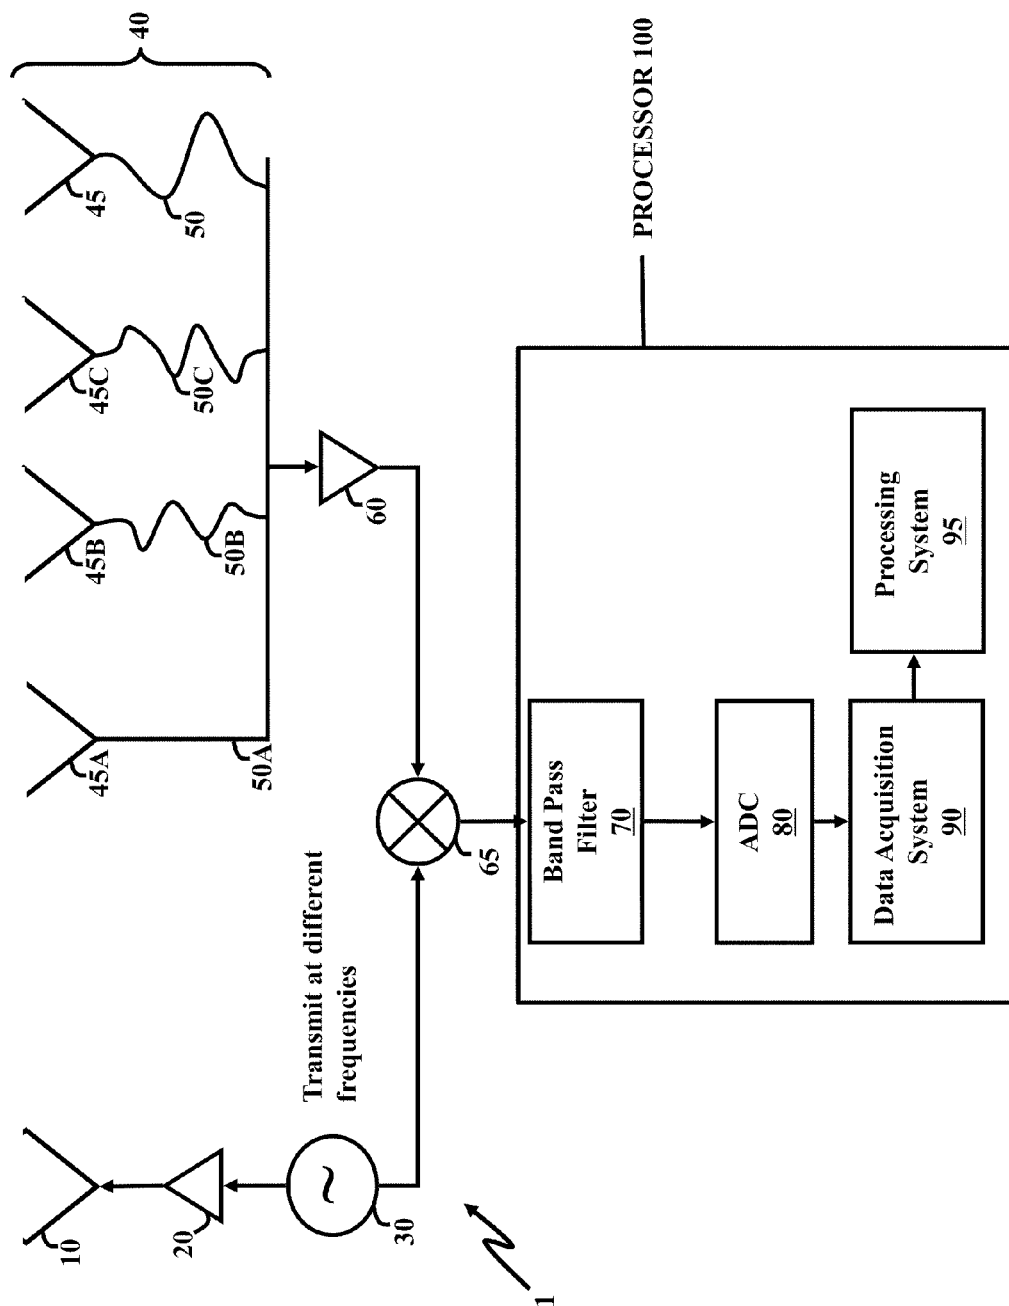 10
45A
45B
45C
45
40
20
50A
50B
50C
50
Transmit at different
frequencies
30
60
65
1
Band Pass
Filter
70
PROCESSOR 100
ADC
80
Data Acquisition
System
90
Processing
System
95